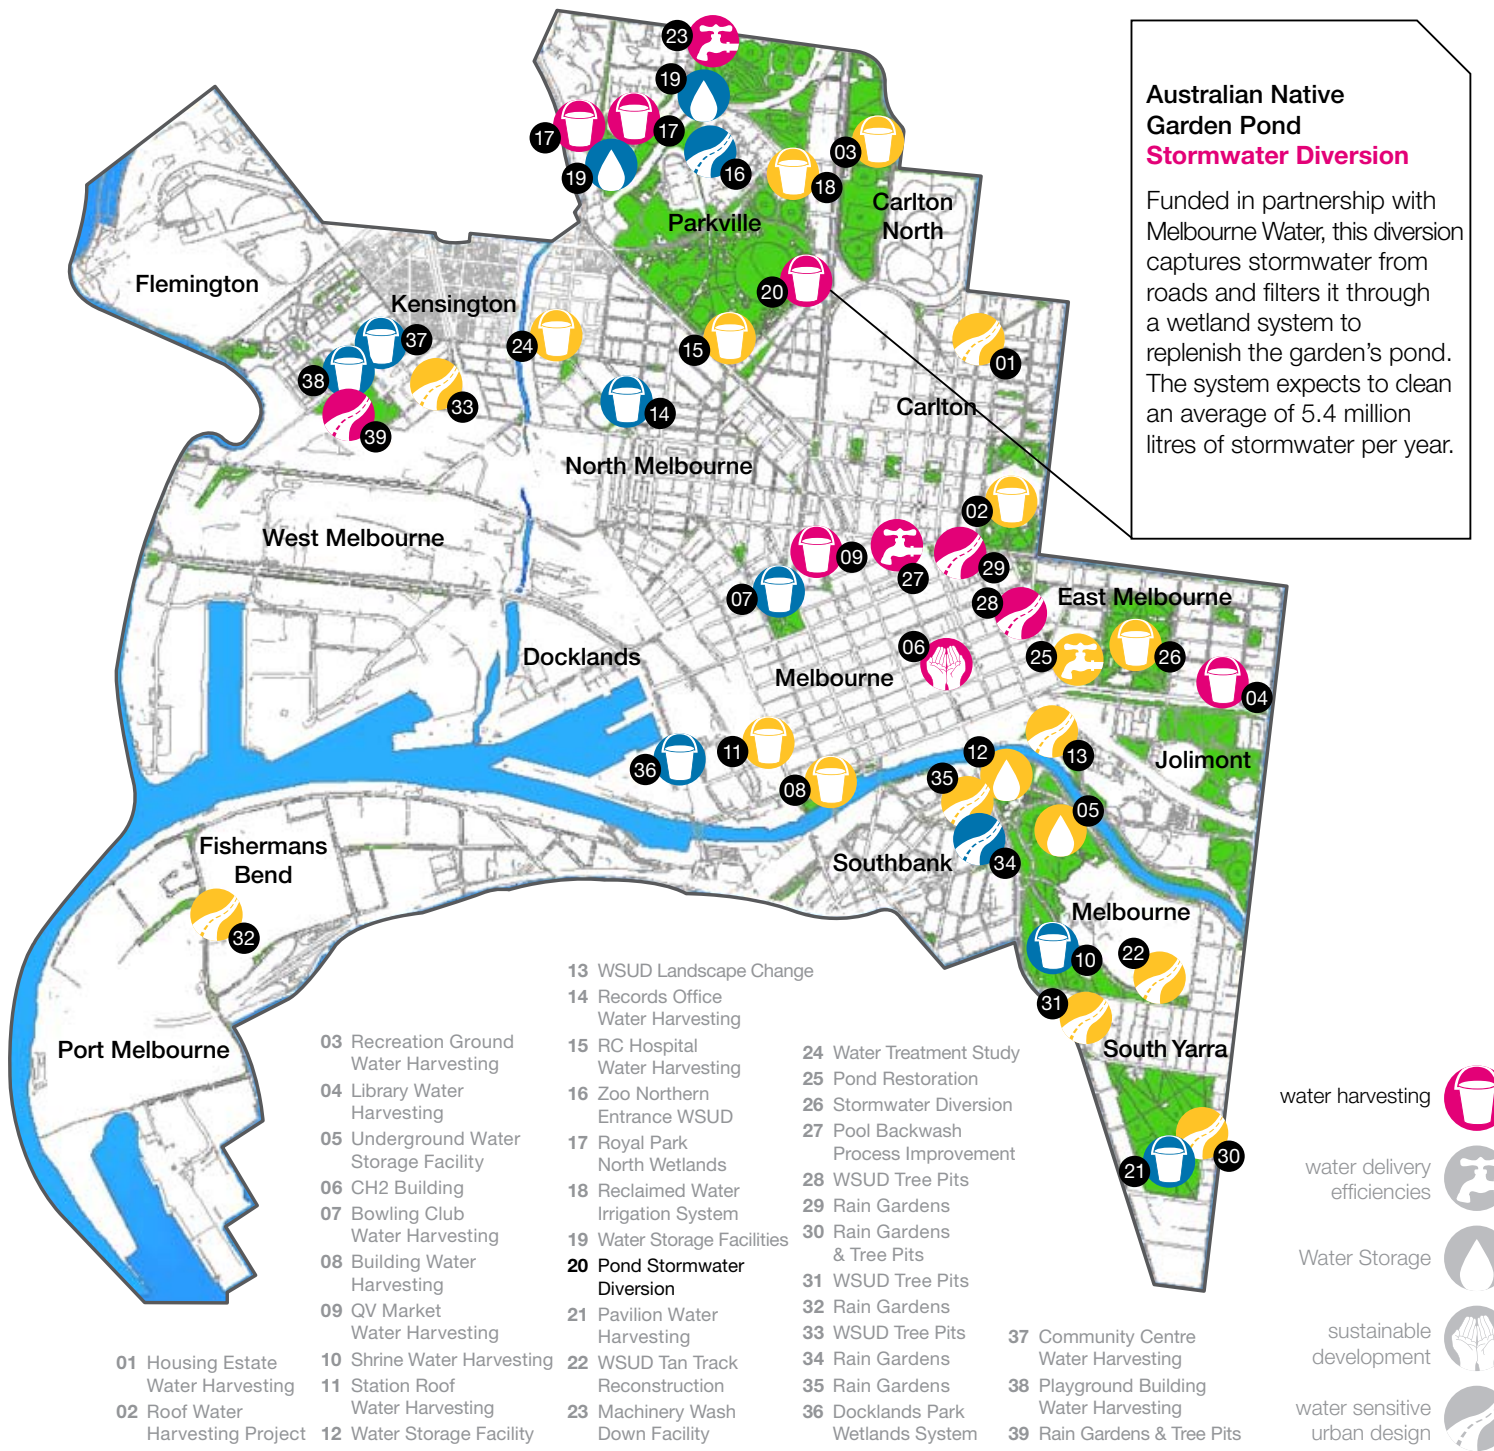 Australian Native
Garden Pond
Stormwater Diversion
Funded in partnership with
Melbourne Water, this diversion
captures stormwater from
roads and filters it through
a wetland system to
replenish the garden's pond.
The system expects to clean
an average of 5.4 million
litres of stormwater per year.
23
19
17
17
19
16
18
03
Carlton
North
Parkville
Flemington
Kensington
20
37
24
15
01
38
33
39
14
Carlton
North Melbourne
West Melbourne
02
09
27
29
07
28
East Melbourne
06
25
26
04
Docklands
Melbourne
36
11
08
12
13
Jolimont
35
05
34
Southbank
Fishermans
Bend
32
Melbourne
10
22
31
South Yarra
Port Melbourne
21
30
01 Housing Estate
Water Harvesting
02 Roof Water
Harvesting Project
03 Recreation Ground
Water Harvesting
04 Library Water
Harvesting
05 Underground Water
Storage Facility
06 CH2 Building
07 Bowling Club
Water Harvesting
08 Building Water
Harvesting
09 QV Market
Water Harvesting
10 Shrine Water Harvesting
11 Station Roof
Water Harvesting
12 Water Storage Facility
13 WSUD Landscape Change
14 Records Office
Water Harvesting
15 RC Hospital
Water Harvesting
16 Zoo Northern
Entrance WSUD
17 Royal Park
North Wetlands
18 Reclaimed Water
Irrigation System
19 Water Storage Facilities
20 Pond Stormwater
Diversion
21 Pavilion Water
Harvesting
22 WSUD Tan Track
Reconstruction
23 Machinery Wash
Down Facility
24 Water Treatment Study
25 Pond Restoration
26 Stormwater Diversion
27 Pool Backwash
Process Improvement
28 WSUD Tree Pits
29 Rain Gardens
30 Rain Gardens
& Tree Pits
31 WSUD Tree Pits
32 Rain Gardens
33 WSUD Tree Pits
34 Rain Gardens
35 Rain Gardens
36 Docklands Park
Wetlands System
37 Community Centre
Water Harvesting
38 Playground Building
Water Harvesting
39 Rain Gardens & Tree Pits
water harvesting
water delivery
efficiencies
Water Storage
sustainable
development
water sensitive
urban design